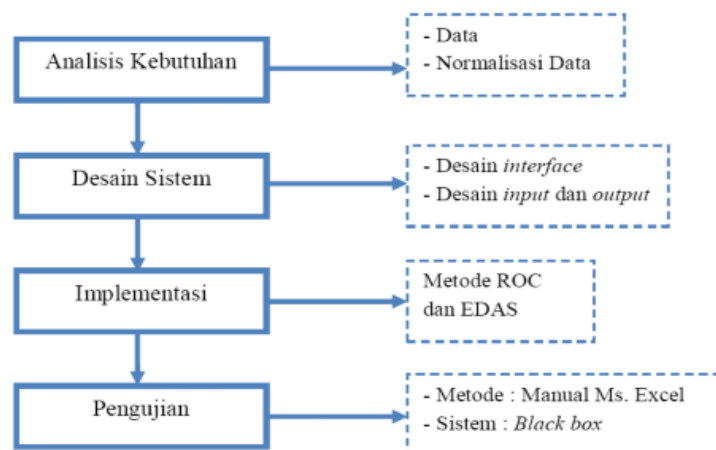 Analisis Kebutuhan
- Data
- Normalisasi Data
Desain Sistem
- Desain interface
- Desain input dan output
Implementasi
Metode ROC
dan EDAS
Pengujian
- Metode : Manual Ms. Excel
- Sistem : Black box